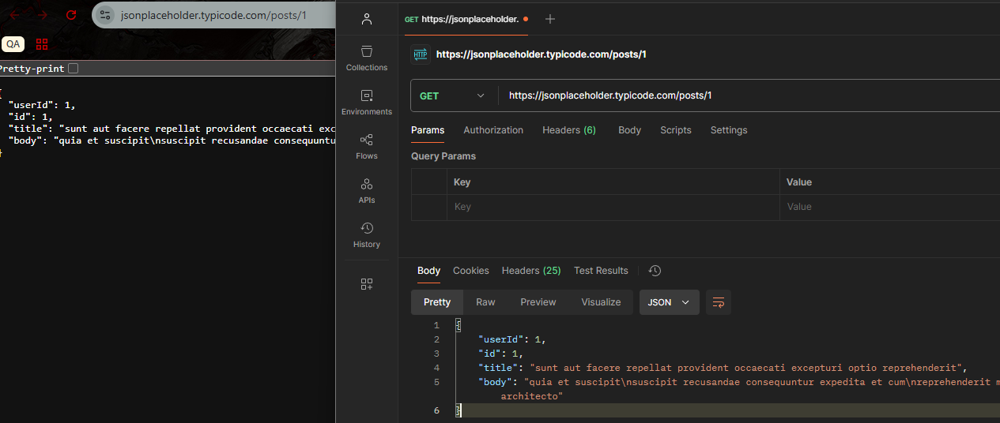 jsonplaceholder.typicode.com/posts/1
QA
Pretty-print
{
"userId": 1,
"id": 1,
"title": "sunt aut facere repellat provident occaecati exc
"body": "quia et suscipit\nsuscipit recusandae consequuntu
}
GET https://jsonplaceholder.
HTTP https://jsonplaceholder.typicode.com/posts/1
GET https://jsonplaceholder.typicode.com/posts/1
Collections
Environments
Flows
APIs
History
Params Authorization Headers (6) Body Scripts Settings
Query Params
Key Value
Key Value
Body Cookies Headers (25) Test Results
Pretty Raw Preview Visualize JSON
1 {
2 "userId": 1,
3 "id": 1,
4 "title": "sunt aut facere repellat provident occaecati excepturi optio reprehenderit",
5 "body": "quia et suscipit\nsuscipit recusandae consequuntur expedita et cum\nreprehenderit m
architecto"
6 }